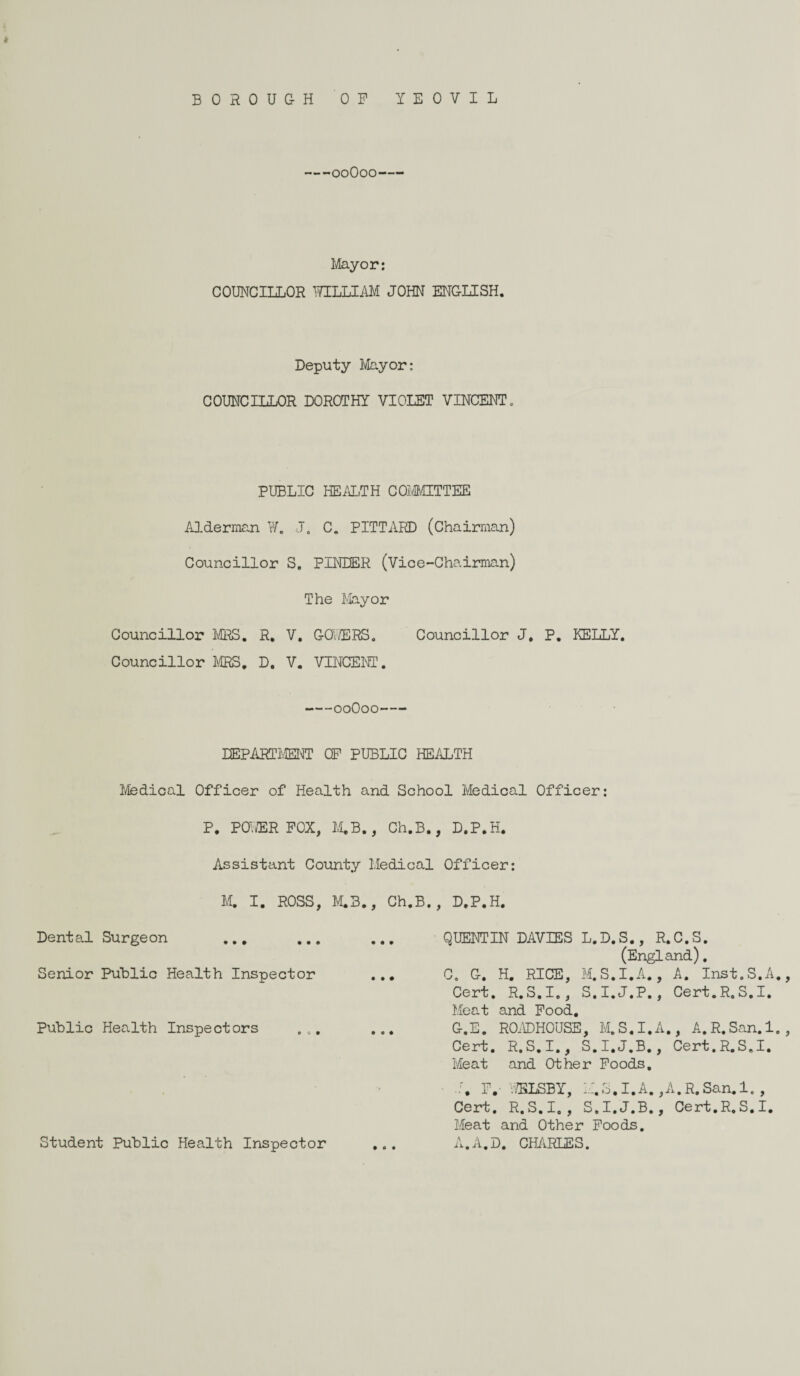 BOROUGH OF YEOVIL
---ooOoo---
Mayor:
COUNCILLOR WILLIAM JOHN ENGLISH.
Deputy Mayor:
COUNCILLOR DOROTHY VIOLET VINCENT.
PUBLIC HEALTH COMMITTEE
Alderman W. J. C. PITTARD (Chairman)
Councillor S. PINDER (Vice-Chairman)
The Mayor
Councillor MRS. R. V. GOWERS. Councillor J. P. KELLY.
Councillor MRS. D. V. VINCENT.
---ooOoo---
DEPARTMENT OF PUBLIC HEALTH
Medical Officer of Health and School Medical Officer:
P. POWER FOX, M.B., Ch.B., D.P.H.
Assistant County Medical Officer:
M. I. ROSS, M.B., Ch.B., D.P.H.
Dental Surgeon ... ... ... QUENTIN DAVIES L.D.S., R.C.S.
(England).
Senior Public Health Inspector ... C. G. H. RICE, M.S.I.A., A. Inst.S.A.,
Cert. R.S.I., S.I.J.P., Cert.R.S.I.
Meat and Food.
Public Health Inspectors ... ... G.E. ROADHOUSE, M.S.I.A., A.R.San.I.,
Cert. R.S.I., S.I.J.B., Cert.R.S.I.
Meat and Other Foods.
F. WELSBY, M.S.I.A.,A.R.San.I.,
Cert. R.S.I., S.I.J.B., Cert.R.S.I.
Meat and Other Foods.
Student Public Health Inspector ... A.A.D. CHARLES.